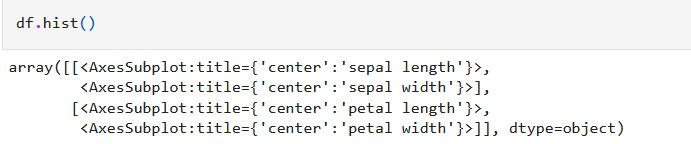 df.hist()
array([[<AxesSubplot:title={'center':'sepal length'}>,
        <AxesSubplot:title={'center':'sepal width'}>],
       [<AxesSubplot:title={'center':'petal length'}>,
        <AxesSubplot:title={'center':'petal width'}>]], dtype=object)